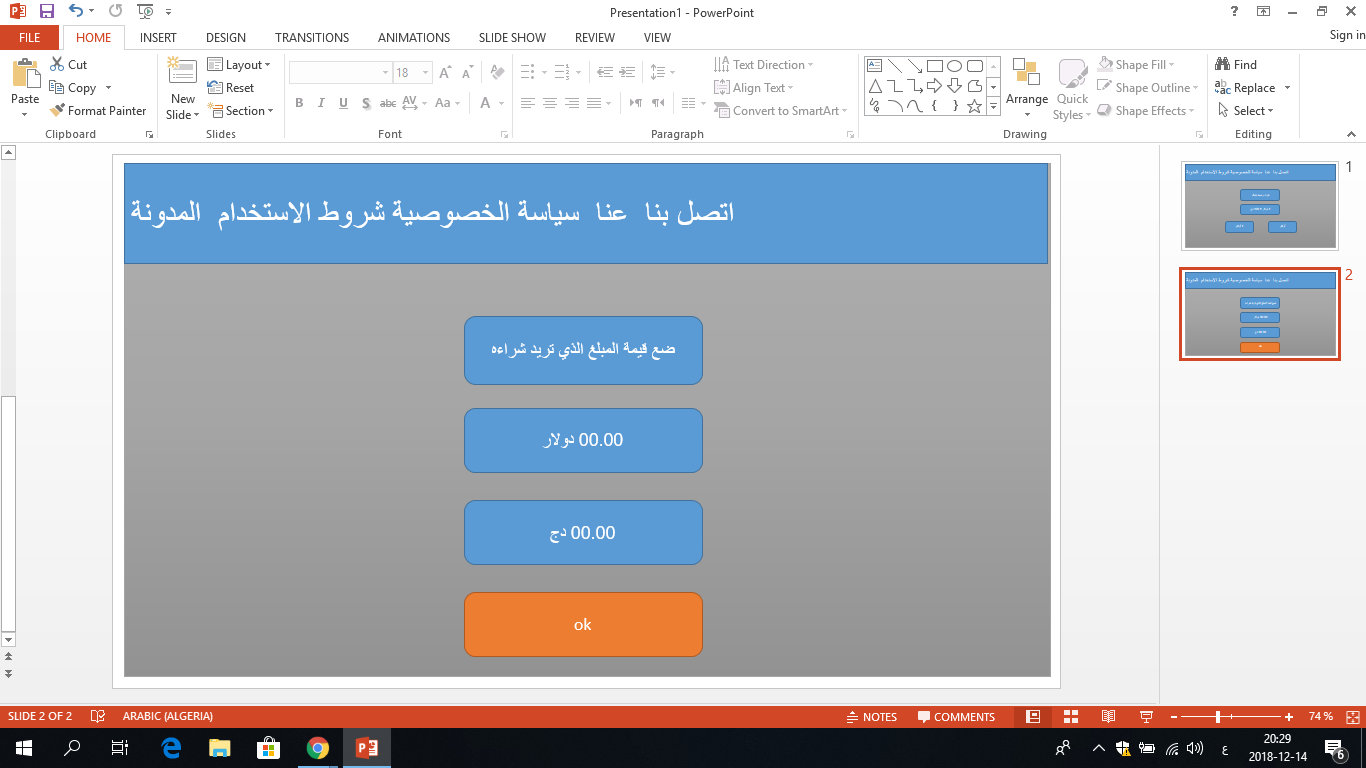 Presentation1 - PowerPoint
Sign in
FILE HOME INSERT DESIGN TRANSITIONS ANIMATIONS SLIDE SHOW REVIEW VIEW
Paste Cut Copy Format Painter Clipboard
New Slide Layout Reset Section Slides
18 B I U S abc AV Aa A Font
Text Direction Align Text Convert to SmartArt Paragraph
Arrange Quick Styles Shape Fill Shape Outline Shape Effects Drawing
Find Replace Select Editing
اتصل بنا عنا سياسة الخصوصية شروط الاستخدام المدونة
ضع قيمة المبلغ الذي تريد شراءه
00.00 دولار
00.00 دج
ok
1
2
SLIDE 2 OF 2 ARABIC (ALGERIA) NOTES COMMENTS 74 %
ع 20:29
2018-12-14 6